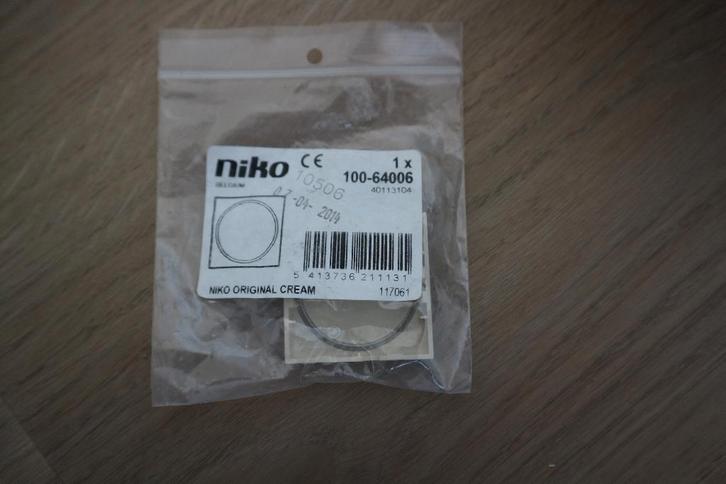 niko CE 1 x
BELGIUM 100-64006
10506 40113104
07 -04- 2014
5 413736 211131
NIKO ORIGINAL CREAM 117061